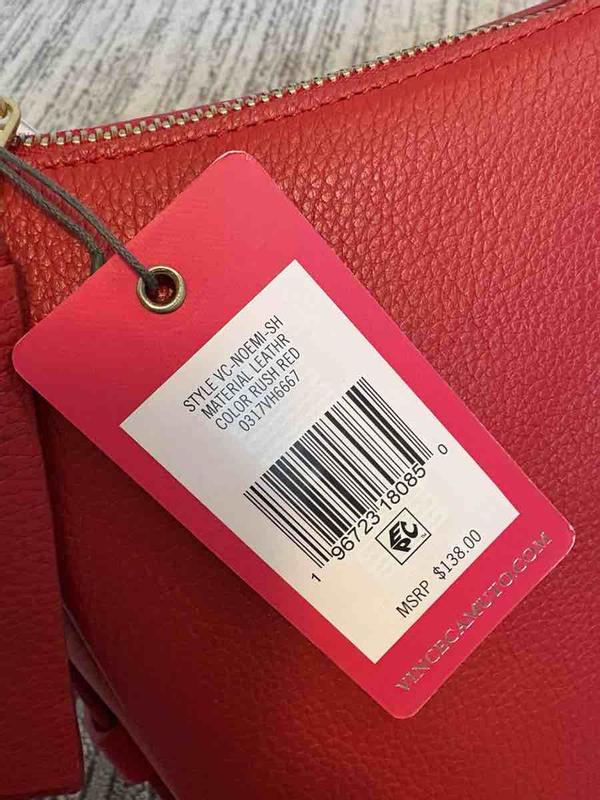 STYLE VC-NOEMI-SH
MATERIAL LEATHR
COLOR RUSH RED
0317VH6667
1 96723 18085 0
EPC
MSRP $138.00
VINCECAMUTO.COM